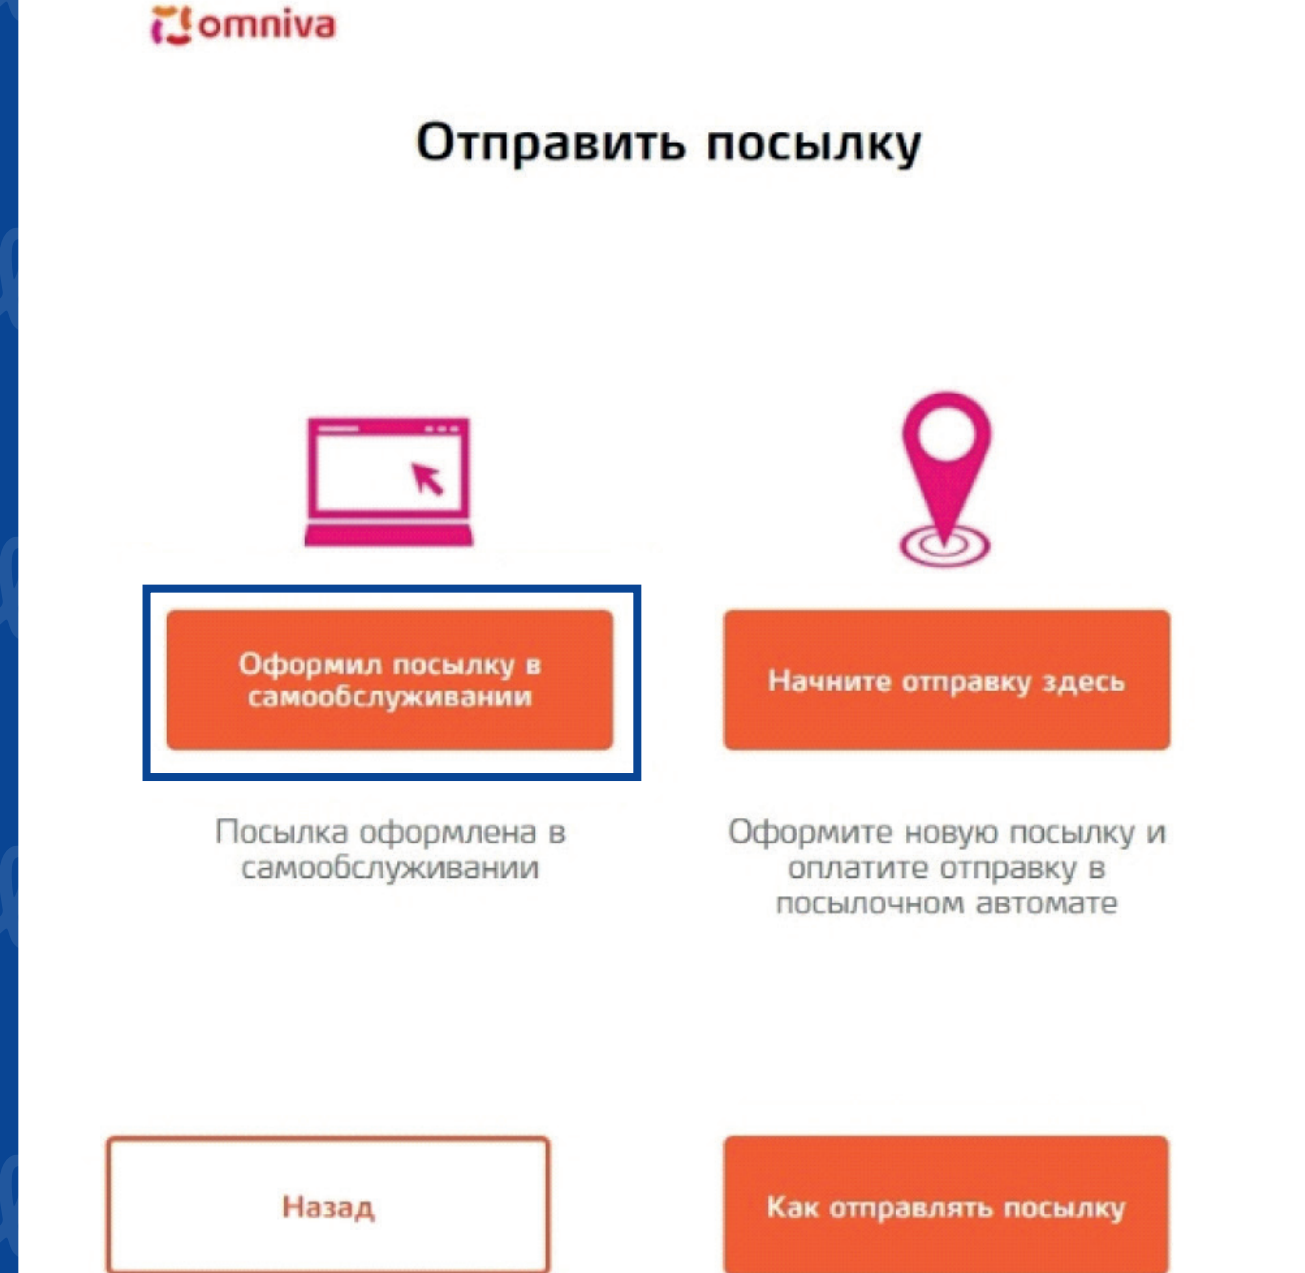 omniva
Отправить посылку
Оформил посылку в
самообслуживании
Начните отправку здесь
Посылка оформлена в
самообслуживании
Оформите новую посылку и
оплатите отправку в
посылочном автомате
Назад
Как отправлять посылку